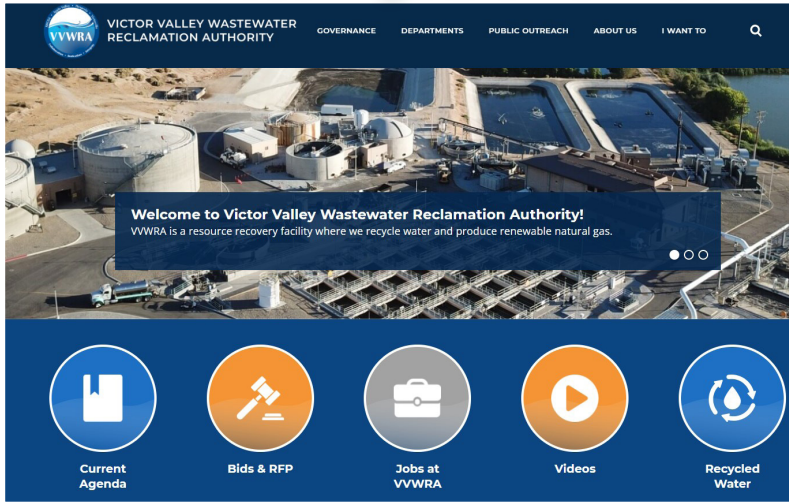 VVWRA
VICTOR VALLEY WASTEWATER
RECLAMATION AUTHORITY
GOVERNANCE
DEPARTMENTS
PUBLIC OUTREACH
ABOUT US
I WANT TO
Welcome to Victor Valley Wastewater Reclamation Authority!
VVWRA is a resource recovery facility where we recycle water and produce renewable natural gas.
Current
Agenda
Bids & RFP
Jobs at
VVWRA
Videos
Recycled
Water